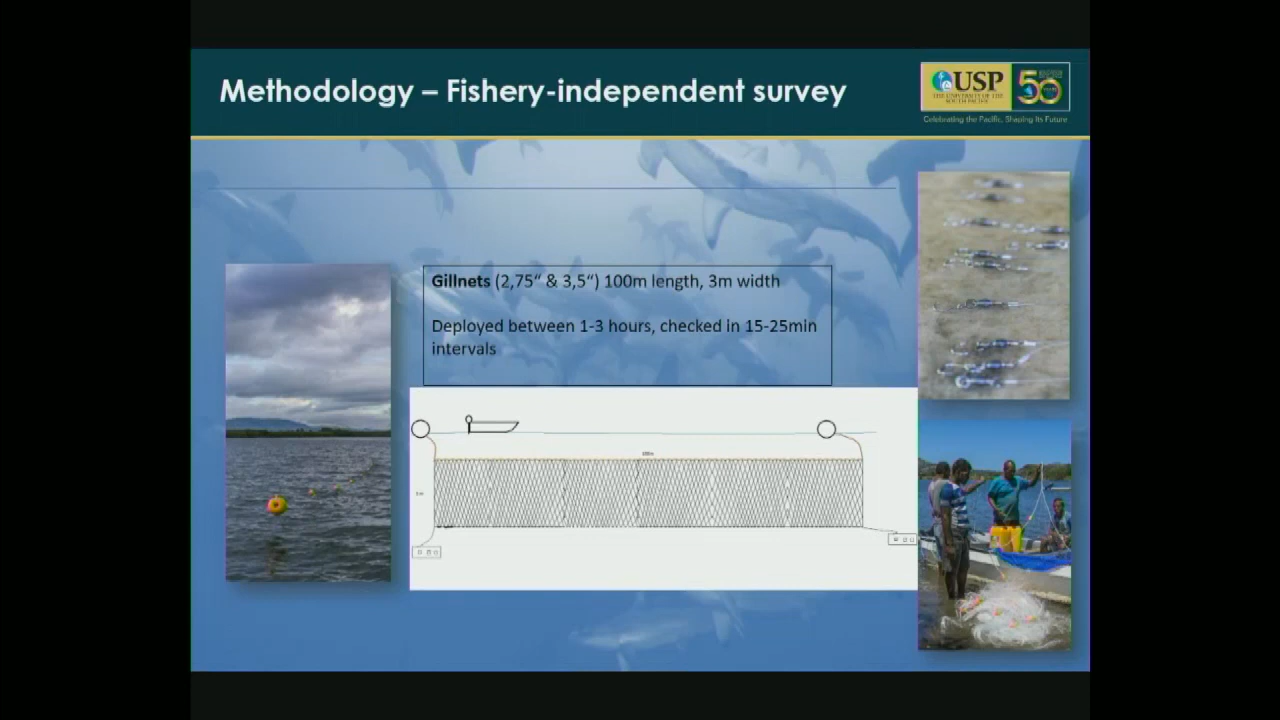 Methodology – Fishery-independent survey
USP
THE UNIVERSITY OF THE
SOUTH PACIFIC
50
Celebrating the Pacific, Shaping Its Future
Gillnets (2,75“ & 3,5“) 100m length, 3m width
Deployed between 1-3 hours, checked in 15-25min
intervals